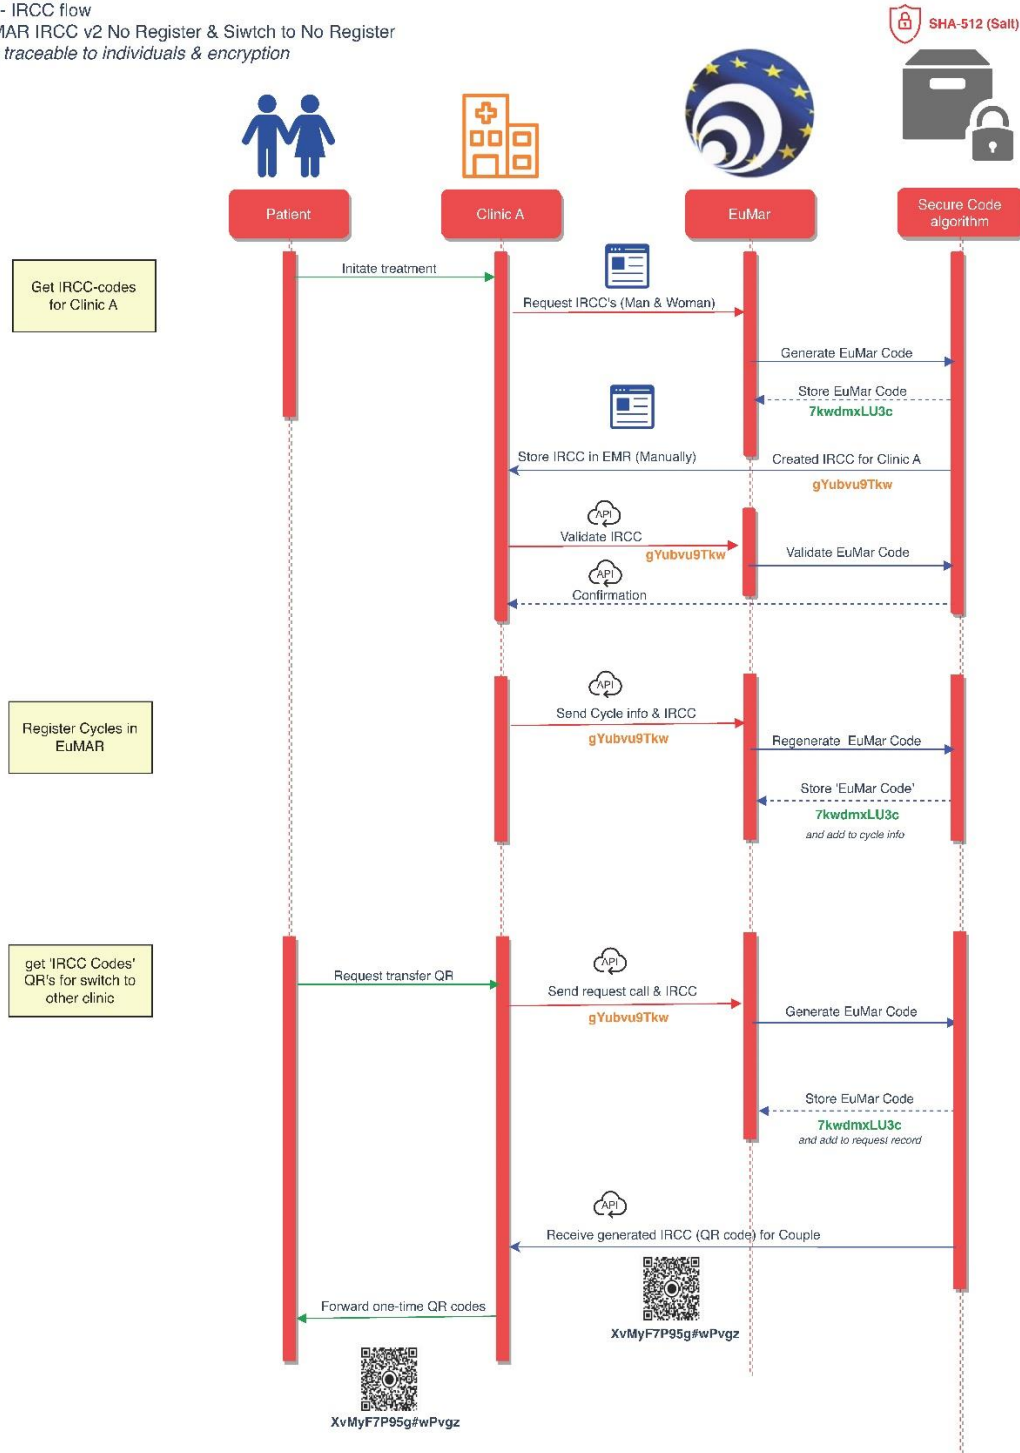 - IRCC flow
MAR IRCC v2 No Register & Siwtch to No Register
traceable to individuals & encryption
SHA-512 (Salt)
Patient
Clinic A
EuMar
Secure Code
algorithm
Get IRCC-codes
for Clinic A
Initate treatment
Request IRCC's (Man & Woman)
Generate EuMar Code
Store EuMar Code
7kwdmxLU3c
Store IRCC in EMR (Manually)
Created IRCC for Clinic A
gYubvu9Tkw
API
Validate IRCC
gYubvu9Tkw
Validate EuMar Code
API
Confirmation
Register Cycles in
EuMAR
API
Send Cycle info & IRCC
gYubvu9Tkw
Regenerate EuMar Code
Store 'EuMar Code'
7kwdmxLU3c
and add to cycle info
get 'IRCC Codes'
QR's for switch to
other clinic
Request transfer QR
API
Send request call & IRCC
gYubvu9Tkw
Generate EuMar Code
Store EuMar Code
7kwdmxLU3c
and add to request record
API
Receive generated IRCC (QR code) for Couple
XvMyF7P95g#wPvgz
Forward one-time QR codes
XvMyF7P95g#wPvgz